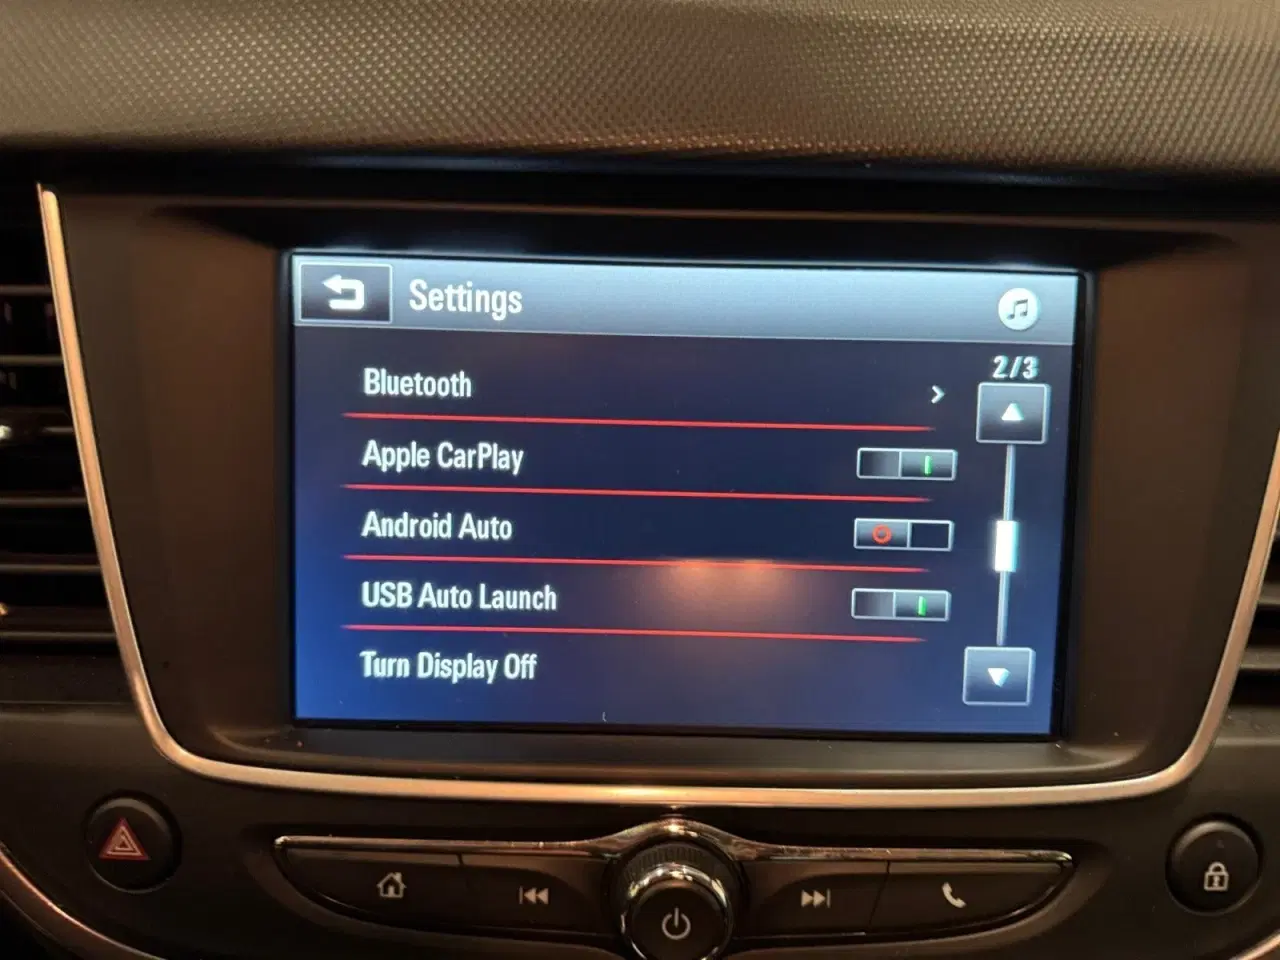 Settings
2/3
Bluetooth
Apple CarPlay
Android Auto
USB Auto Launch
Turn Display Off